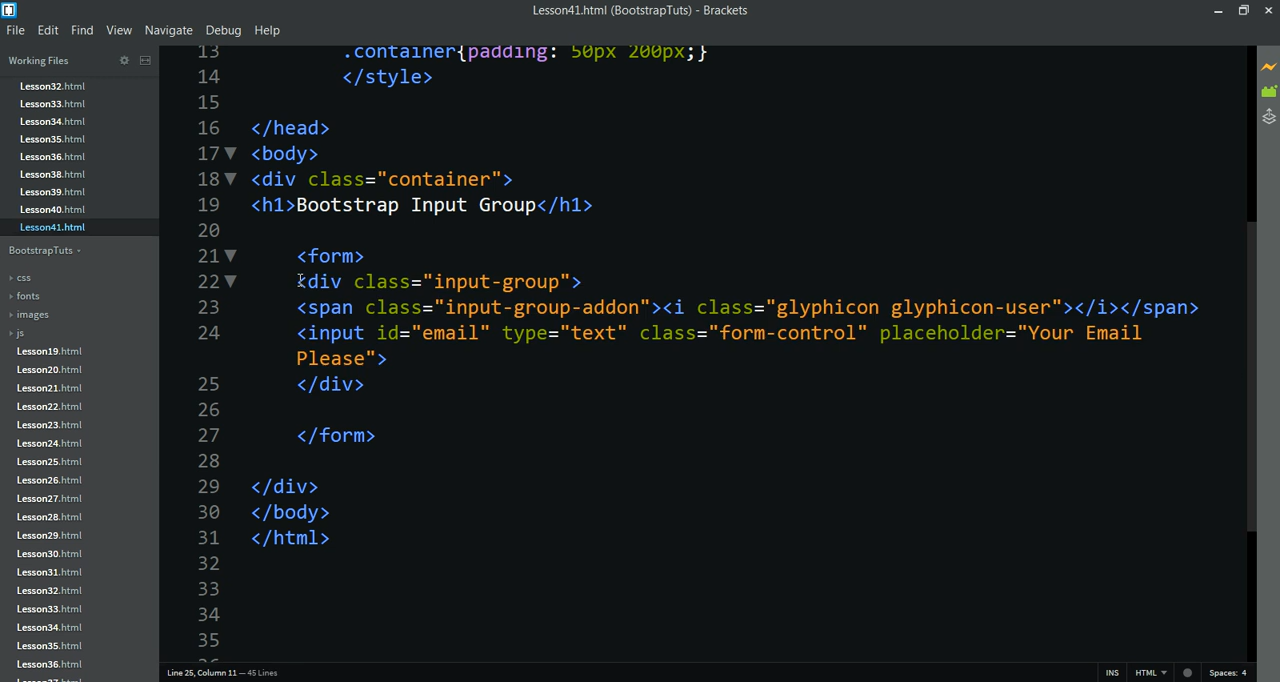 Lesson41.html (BootstrapTuts) - Brackets
File Edit Find View Navigate Debug Help
Working Files
Lesson32.html
Lesson33.html
Lesson34.html
Lesson35.html
Lesson36.html
Lesson38.html
Lesson39.html
Lesson40.html
Lesson41.html
BootstrapTuts
css
fonts
images
js
Lesson19.html
Lesson20.html
Lesson21.html
Lesson22.html
Lesson23.html
Lesson24.html
Lesson25.html
Lesson26.html
Lesson27.html
Lesson28.html
Lesson29.html
Lesson30.html
Lesson31.html
Lesson32.html
Lesson33.html
Lesson34.html
Lesson35.html
Lesson36.html
13 .container{padding: 50px 200px;}
14 </style>
15
16 </head>
17 <body>
18 <div class="container">
19 <h1>Bootstrap Input Group</h1>
20
21 <form>
22 <div class="input-group">
23 <span class="input-group-addon"><i class="glyphicon glyphicon-user"></i></span>
24 <input id="email" type="text" class="form-control" placeholder="Your Email
Please">
25 </div>
26
27 </form>
28
29 </div>
30 </body>
31 </html>
32
33
34
35
Line 25, Column 11 — 45 Lines
INS HTML Spaces: 4